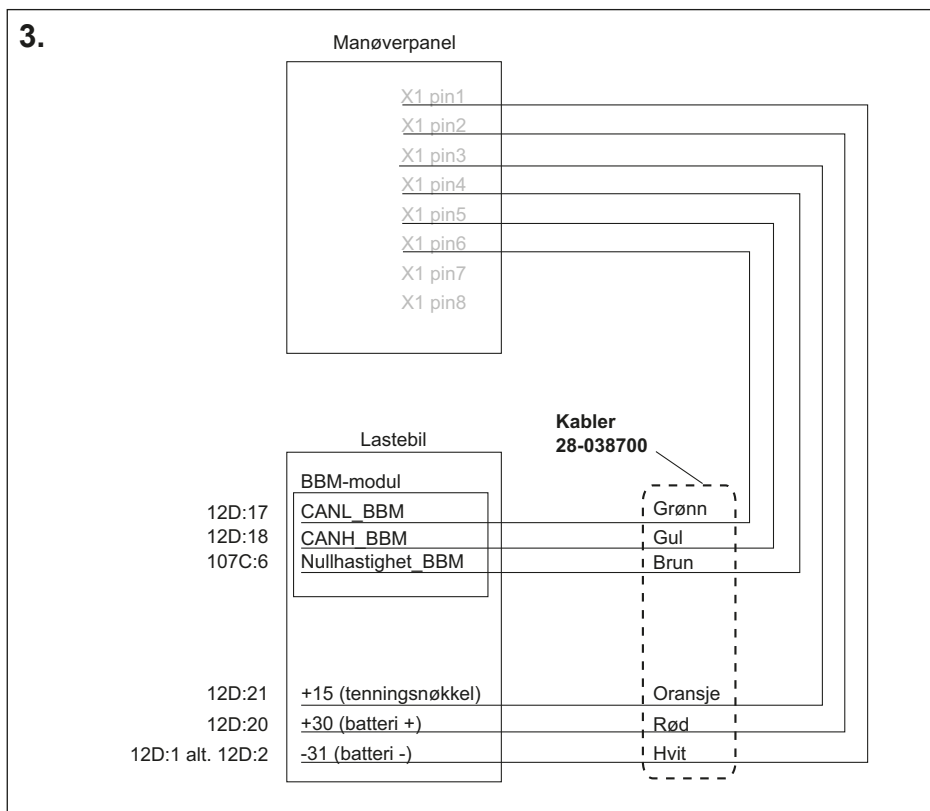 3.
Manøverpanel
X1 pin1
X1 pin2
X1 pin3
X1 pin4
X1 pin5
X1 pin6
X1 pin7
X1 pin8
Kabler
28-038700
Lastebil
BBM-modul
12D:17 CANL_BBM Grønn
12D:18 CANH_BBM Gul
107C:6 Nullhastighet_BBM Brun
12D:21 +15 (tenningsnøkkel) Oransje
12D:20 +30 (batteri +) Rød
12D:1 alt. 12D:2 -31 (batteri -) Hvit